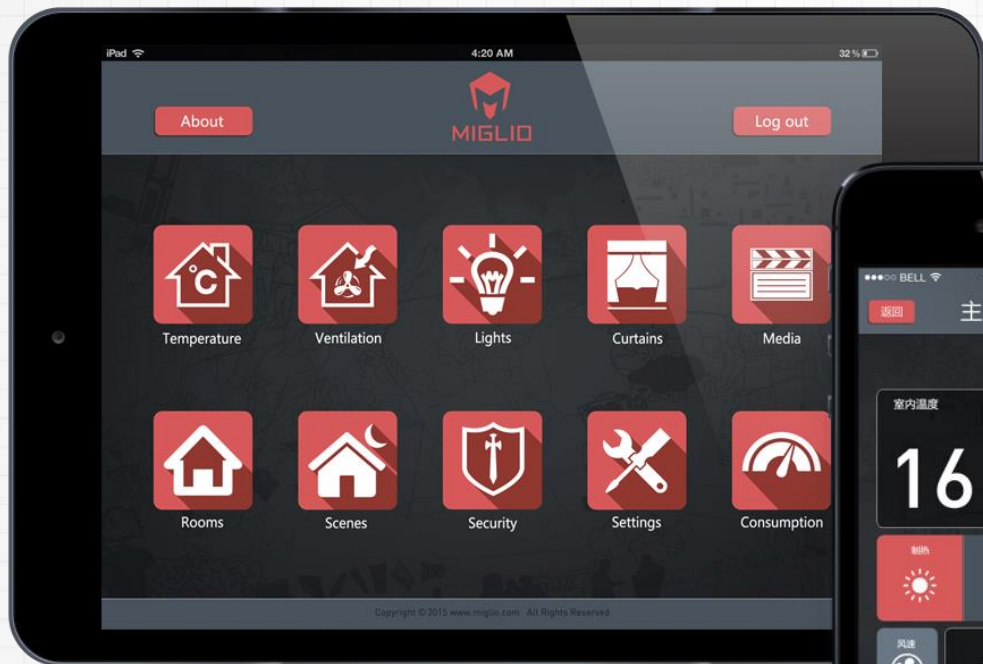 iPad 4:20 AM 32%
About MIGLIO Log out
℃
Temperature Ventilation Lights Curtains Media
Rooms Scenes Security Settings Consumption
Copyright © 2015 www.miglio.com All Rights Reserved
BELL
返回 主
室内温度
16
制热
风速